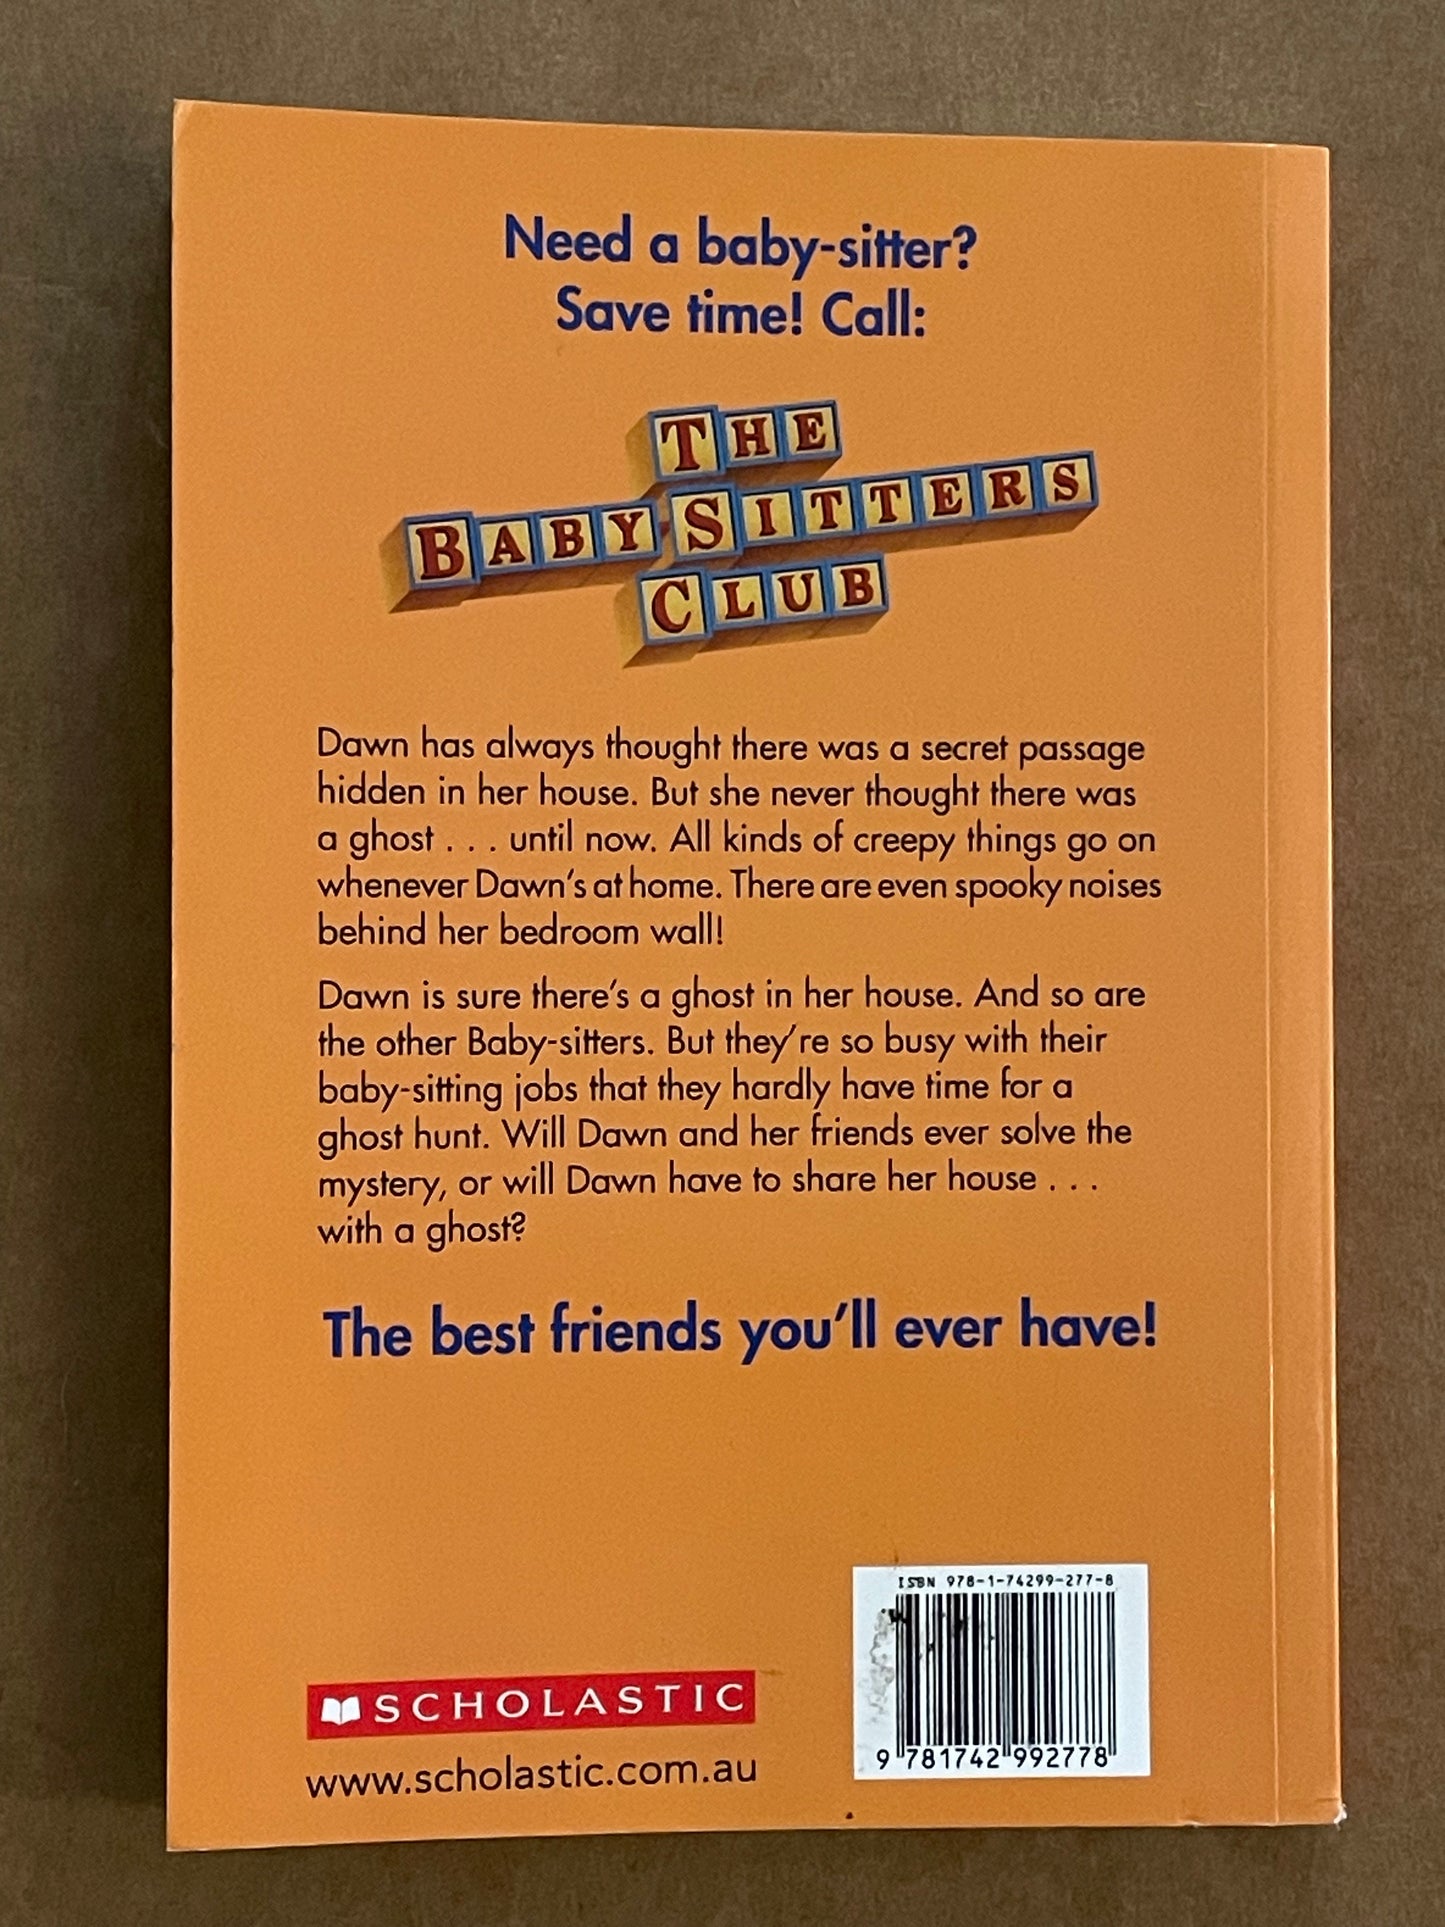 Need a baby-sitter?
Save time! Call:
THE
BABY-SITTERS
CLUB
Dawn has always thought there was a secret passage
hidden in her house. But she never thought there was
a ghost . . . until now. All kinds of creepy things go on
whenever Dawn's at home. There are even spooky noises
behind her bedroom wall!
Dawn is sure there's a ghost in her house. And so are
the other Baby-sitters. But they're so busy with their
baby-sitting jobs that they hardly have time for a
ghost hunt. Will Dawn and her friends ever solve the
mystery, or will Dawn have to share her house . . .
with a ghost?
The best friends you'll ever have!
ISBN 978-1-74299-277-8
9 781742 992778
SCHOLASTIC
www.scholastic.com.au